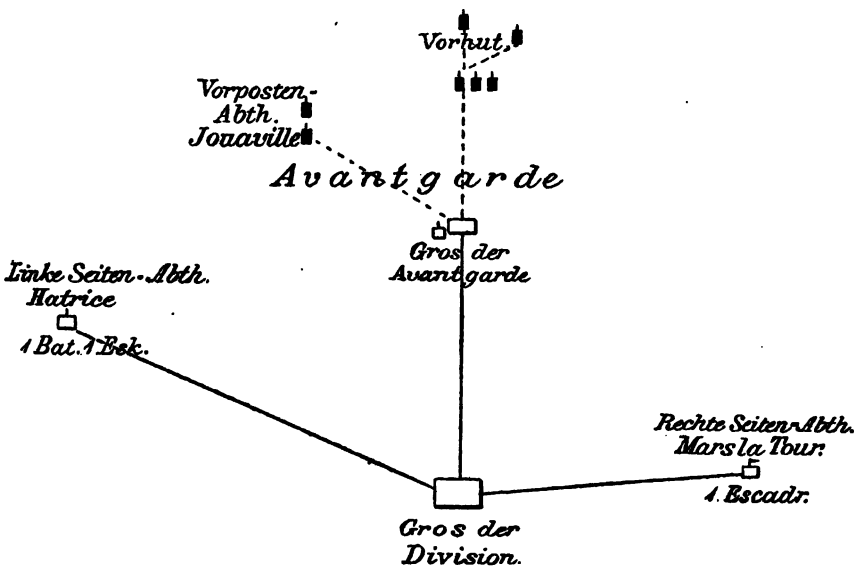 Vorhut,
Vorposten-
Abth.
Jouaville
Avantgarde
Gros der
Avantgarde
Linke Seiten-Abth.
Hatrice
1 Bat. 1 Esk.
Rechte Seiten-Abth.
Mars la Tour.
1. Escadr.
Gros der
Division.